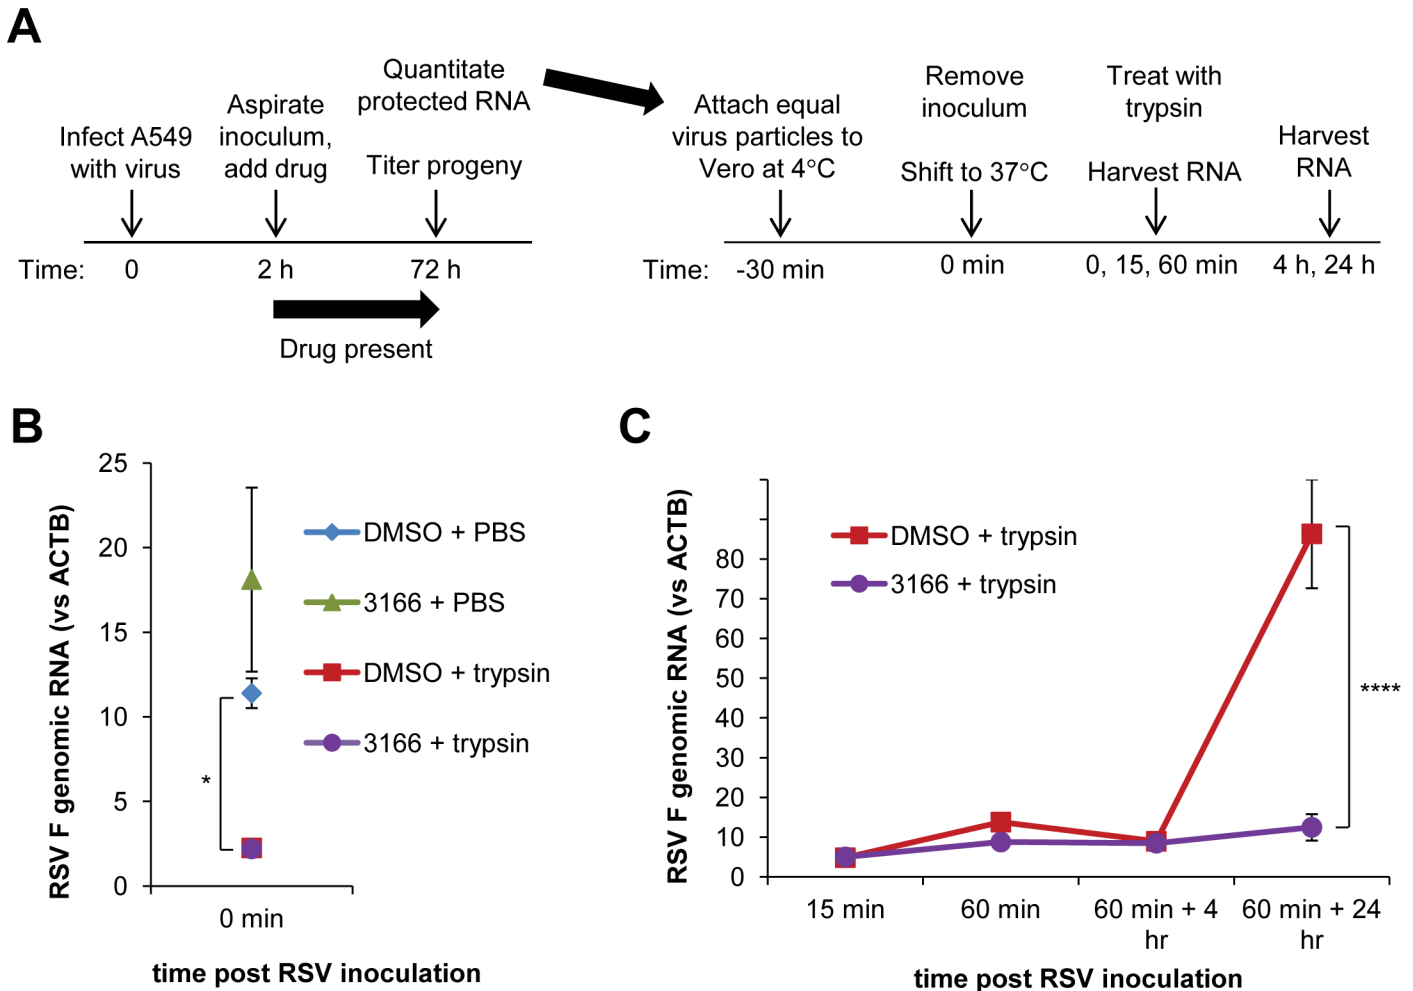 A
Infect A549
with virus
Aspirate
inoculum,
add drug
Quantitate
protected RNA
Titer progeny
Attach equal
virus particles to
Vero at 4°C
Remove
inoculum
Shift to 37°C
Treat with
trypsin
Harvest RNA
Harvest
RNA
Time: 0 2 h 72 h
Time: -30 min 0 min 0, 15, 60 min 4 h, 24 h
Drug present
B
RSV F genomic RNA (vs ACTB)
25
20
15
10
5
0
*
DMSO + PBS
3166 + PBS
DMSO + trypsin
3166 + trypsin
0 min
time post RSV inoculation
C
RSV F genomic RNA (vs ACTB)
80
70
60
50
40
30
20
10
0
DMSO + trypsin
3166 + trypsin
****
15 min 60 min 60 min + 4 60 min + 24
hr hr
time post RSV inoculation